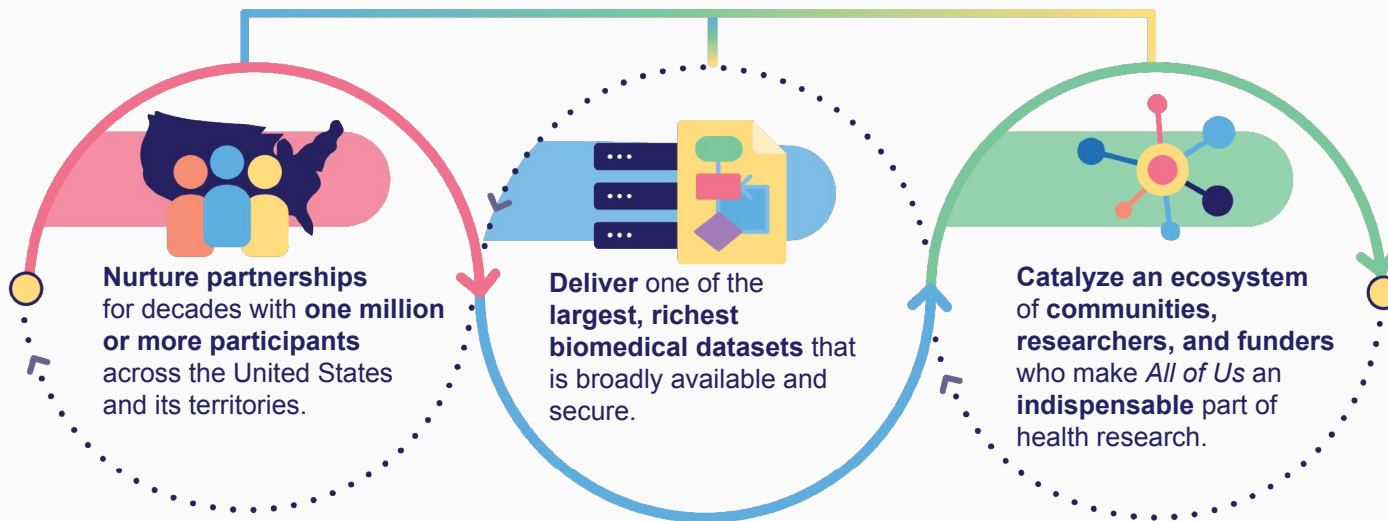 Nurture partnerships
for decades with one million
or more participants
across the United States
and its territories.
Deliver one of the
largest, richest
biomedical datasets that
is broadly available and
secure.
Catalyze an ecosystem
of communities,
researchers, and funders
who make All of Us an
indispensable part of
health research.